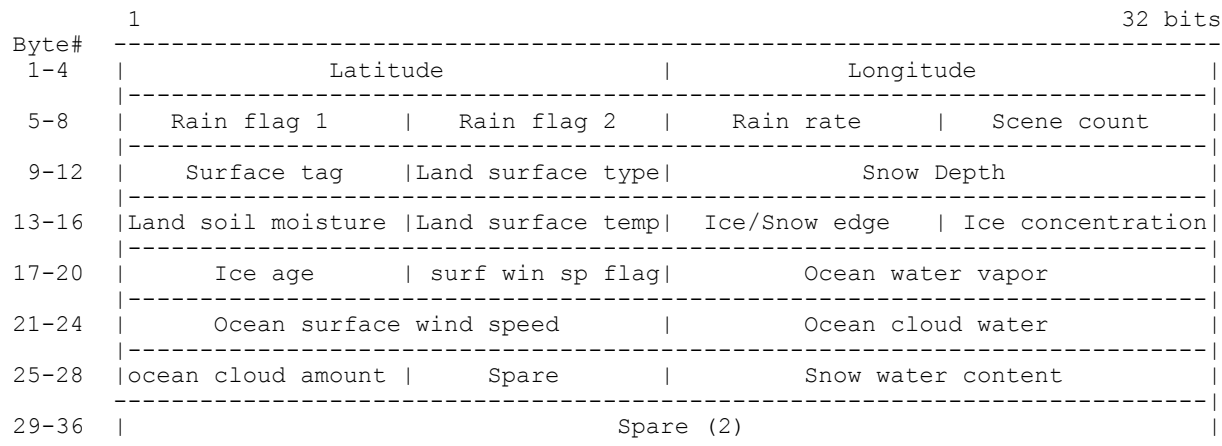 1 32 bits
Byte# -----------------------------------------------------------------------------
1-4 | Latitude | Longitude |
|---------------------------------------------------------------------------|
5-8 | Rain flag 1 | Rain flag 2 | Rain rate | Scene count |
|---------------------------------------------------------------------------|
9-12 | Surface tag |Land surface type| Snow Depth |
|---------------------------------------------------------------------------|
13-16 |Land soil moisture |Land surface temp| Ice/Snow edge | Ice concentration|
|---------------------------------------------------------------------------|
17-20 | Ice age | surf win sp flag| Ocean water vapor |
|---------------------------------------------------------------------------|
21-24 | Ocean surface wind speed | Ocean cloud water |
|---------------------------------------------------------------------------|
25-28 |ocean cloud amount | Spare | Snow water content |
----------------------------------------------------------------------------|
29-36 | Spare (2) |